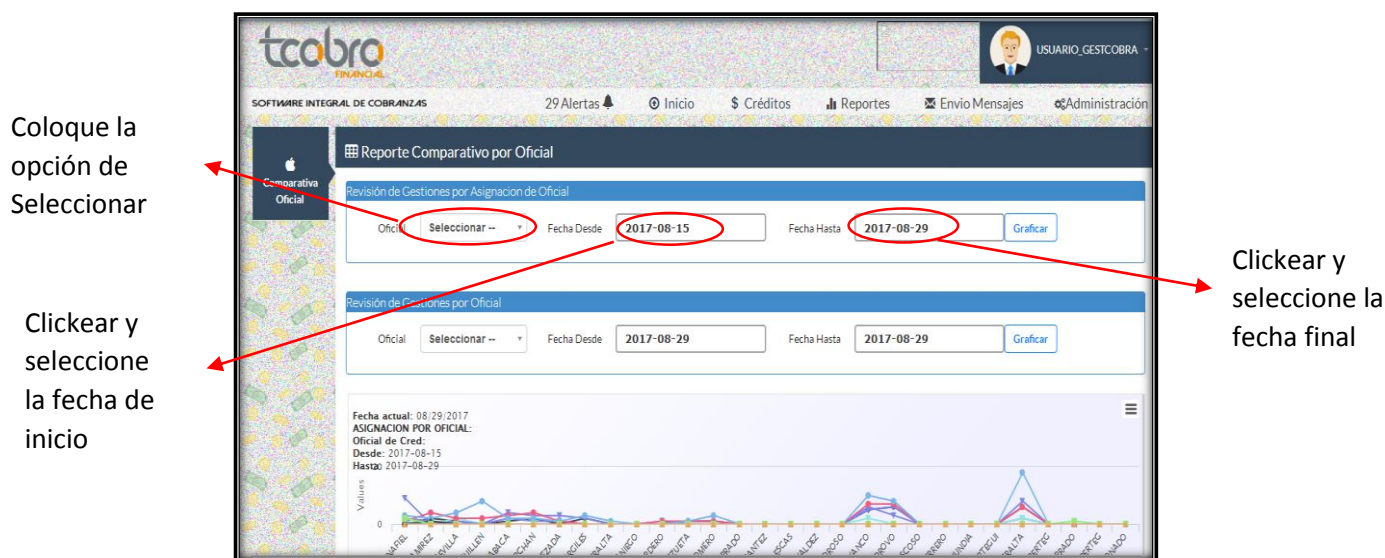 tcobro
FINANCIAL
USUARIO_GESTCOBRA
SOFTWARE INTEGRAL DE COBRANZAS
29 Alertas
Inicio
$ Créditos
Reportes
Envio Mensajes
Administración
Coloque la
opción de
Seleccionar
Comparativa
Oficial
Reporte Comparativo por Oficial
Revisión de Gestiones por Asignacion de Oficial
Oficial
Seleccionar --
Fecha Desde
2017-08-15
Fecha Hasta
2017-08-29
Graficar
Clickear y
seleccione la
fecha final
Revisión de Gestiones por Oficial
Oficial
Seleccionar --
Fecha Desde
2017-08-29
Fecha Hasta
2017-08-29
Graficar
Clickear y
seleccione
la fecha de
inicio
Fecha actual: 08/29/2017
ASIGNACION POR OFICIAL:
Oficial de Cred:
Desde: 2017-08-15
Hasta: 2017-08-29
20
Values
0